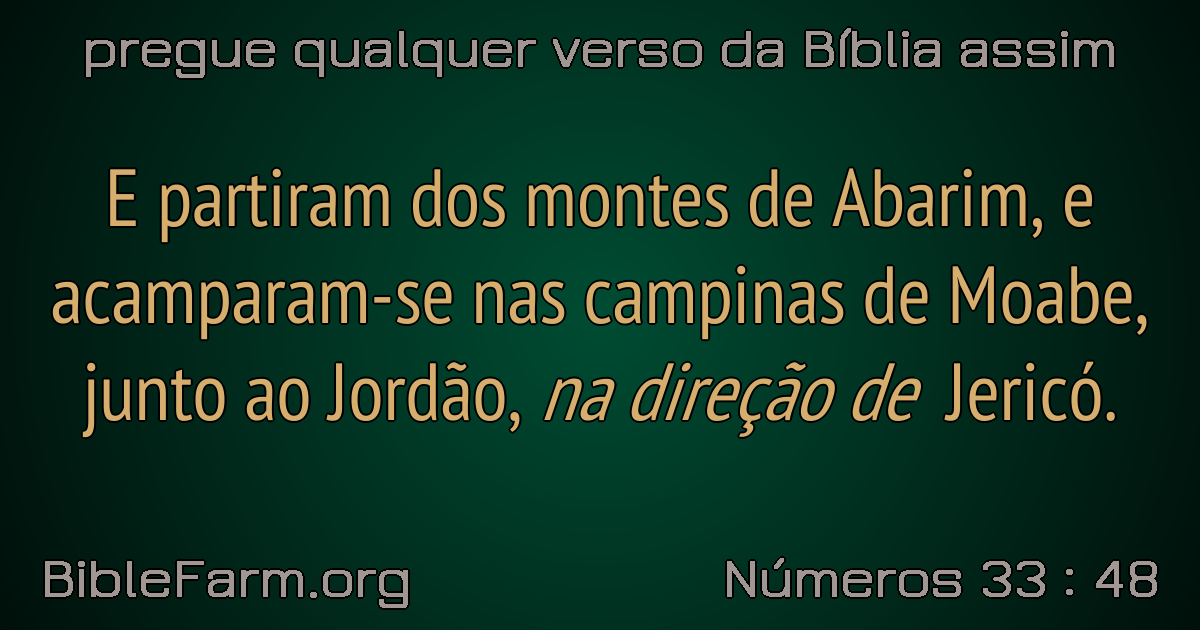 pregue qualquer verso da Bíblia assim
E partiram dos montes de Abarim, e
acamparam-se nas campinas de Moabe,
junto ao Jordão, na direção de Jericó.
BibleFarm.org
Números 33 : 48